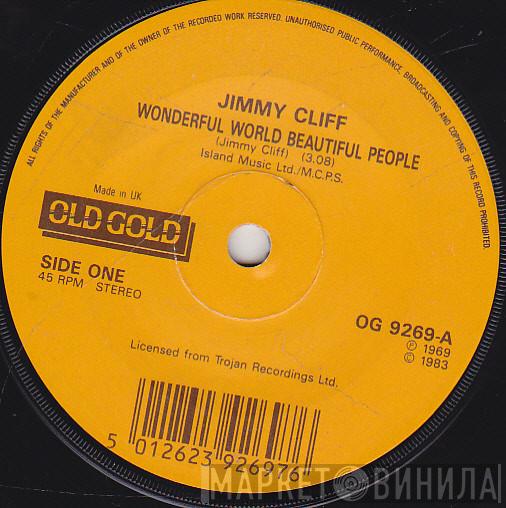 ALL RIGHTS OF THE MANUFACTURER AND OF THE OWNER OF THE RECORDED WORK RESERVED. UNAUTHORISED PUBLIC PERFORMANCE, BROADCASTING AND COPYING OF THIS RECORD PROHIBITED.
JIMMY CLIFF
WONDERFUL WORLD BEAUTIFUL PEOPLE
(Jimmy Cliff) (3.08)
Island Music Ltd./M.C.P.S.
Made in UK
OLD GOLD
SIDE ONE
45 RPM STEREO
OG 9269-A
℗ 1969
© 1983
Licensed from Trojan Recordings Ltd.
5 012623 926976
МАРКЕТ ВИНИЛА